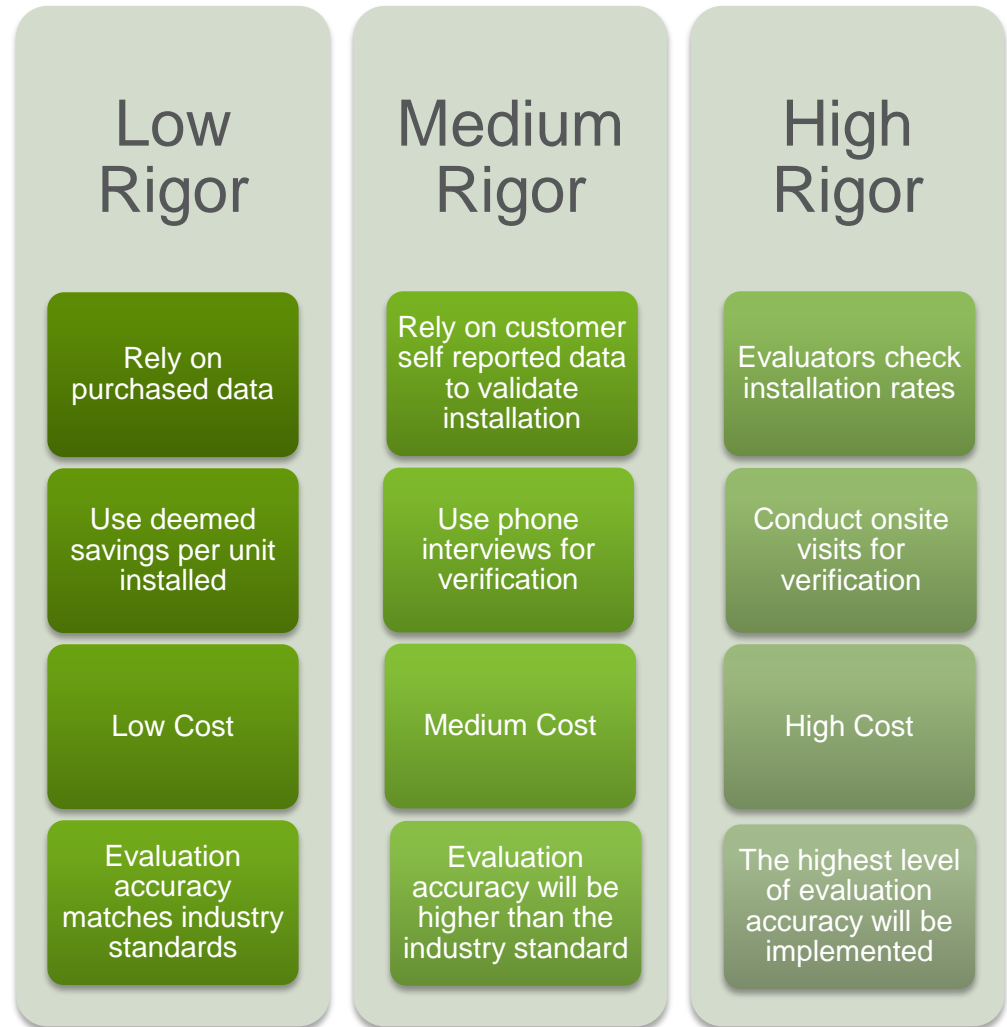 Low
Rigor
Rely on
purchased data
Use deemed
savings per unit
installed
Low Cost
Evaluation
accuracy
matches industry
standards
Medium
Rigor
Rely on customer
self reported data
to validate
installation
Use phone
interviews for
verification
Medium Cost
Evaluation
accuracy will be
higher than the
industry standard
High
Rigor
Evaluators check
installation rates
Conduct onsite
visits for
verification
High Cost
The highest level
of evaluation
accuracy will be
implemented